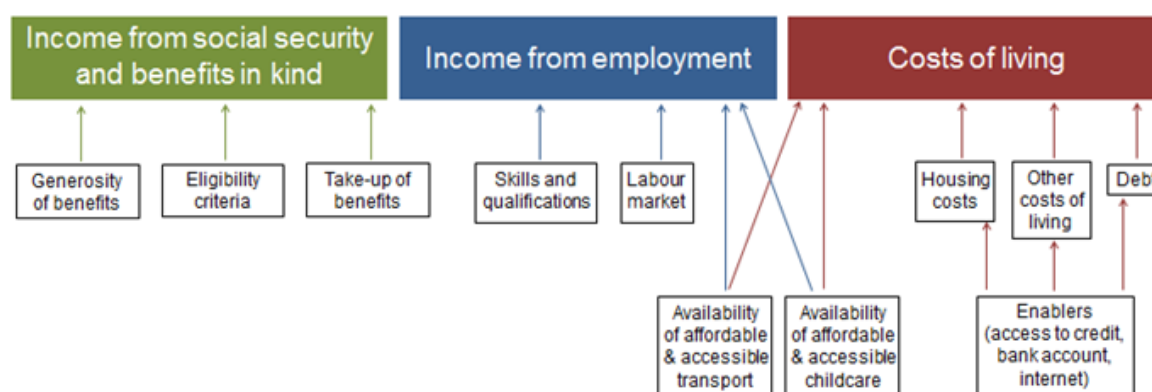 Income from social security
and benefits in kind
Income from employment
Costs of living
Generosity
of benefits
Eligibility
criteria
Take-up of
benefits
Skills and
qualifications
Labour
market
Housing
costs
Other
costs of
living
Debt
Availability
of affordable
& accessible
transport
Availability
of affordable
& accessible
childcare
Enablers
(access to credit,
bank account,
internet)